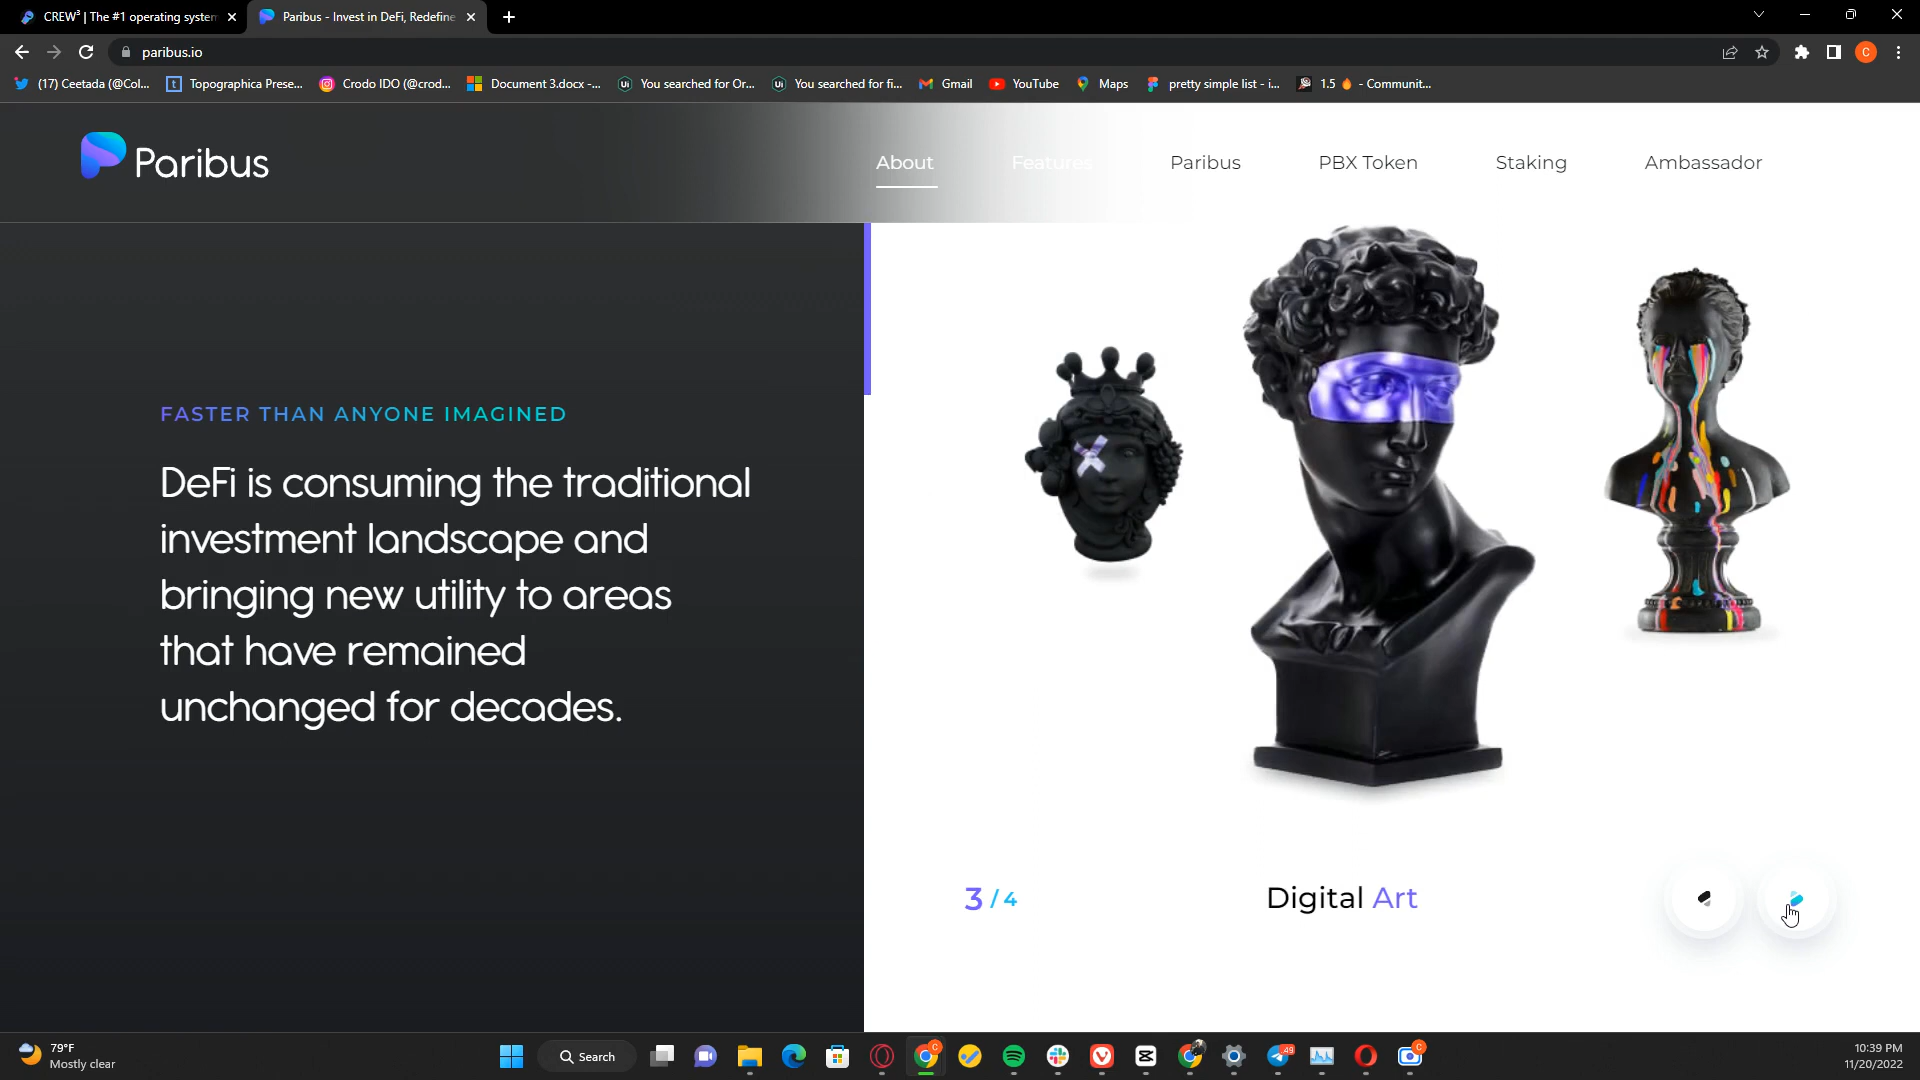 CREW³ | The #1 operating system
Paribus - Invest in DeFi, Redefine
paribus.io
C
(17) Ceetada (@Col...
Topographica Prese...
Crodo IDO (@crod...
Document 3.docx -...
You searched for Or...
You searched for fi...
Gmail
YouTube
Maps
pretty simple list - i...
1.5 🔥 - Communit...
Paribus
About
Features
Paribus
PBX Token
Staking
Ambassador
FASTER THAN ANYONE IMAGINED
DeFi is consuming the traditional
investment landscape and
bringing new utility to areas
that have remained
unchanged for decades.
3 / 4
Digital Art
79°F
Mostly clear
Search
49
10:39 PM
11/20/2022